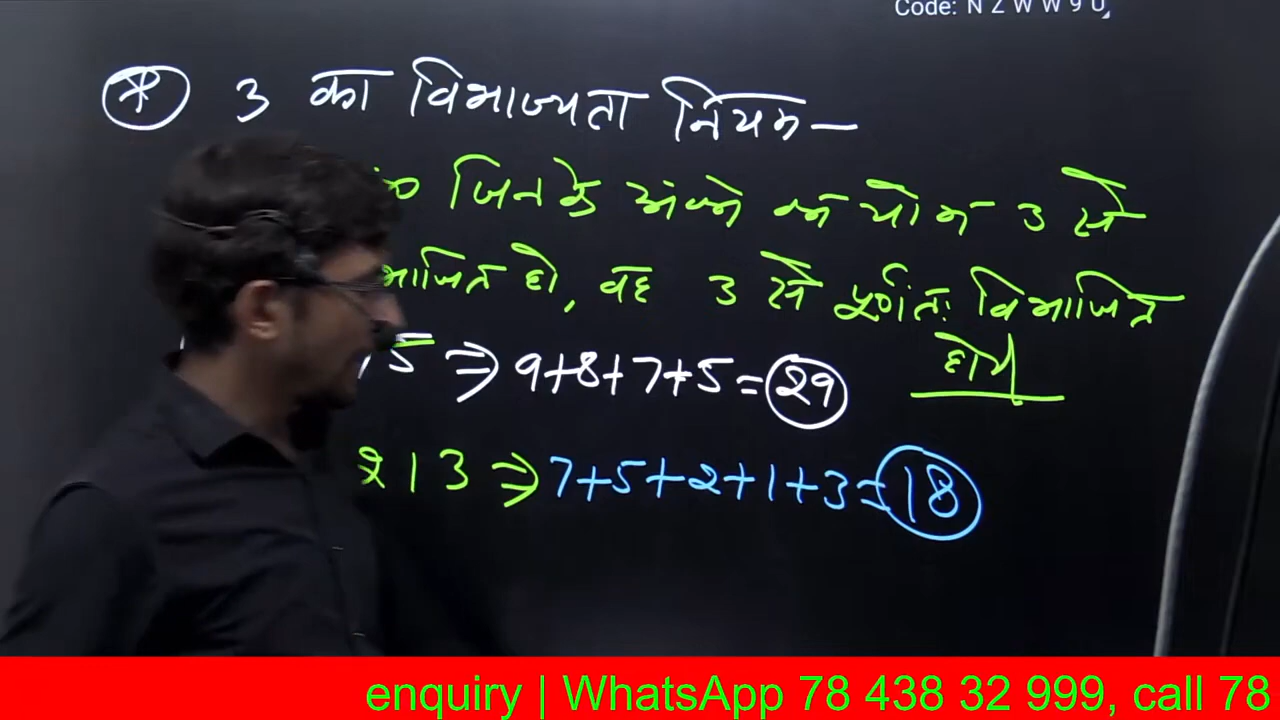 Code: N Z W W 9 U
* 3 का विभाज्यता नियम-
सं० जिनके अंको का योग 3 से
भाजित हो, वह 3 से पूर्णतः विभाजित
होगी
5 ⇒ 9+8+7+5=29
213 ⇒ 7+5+2+1+3=18
enquiry | WhatsApp 78 438 32 999, call 78